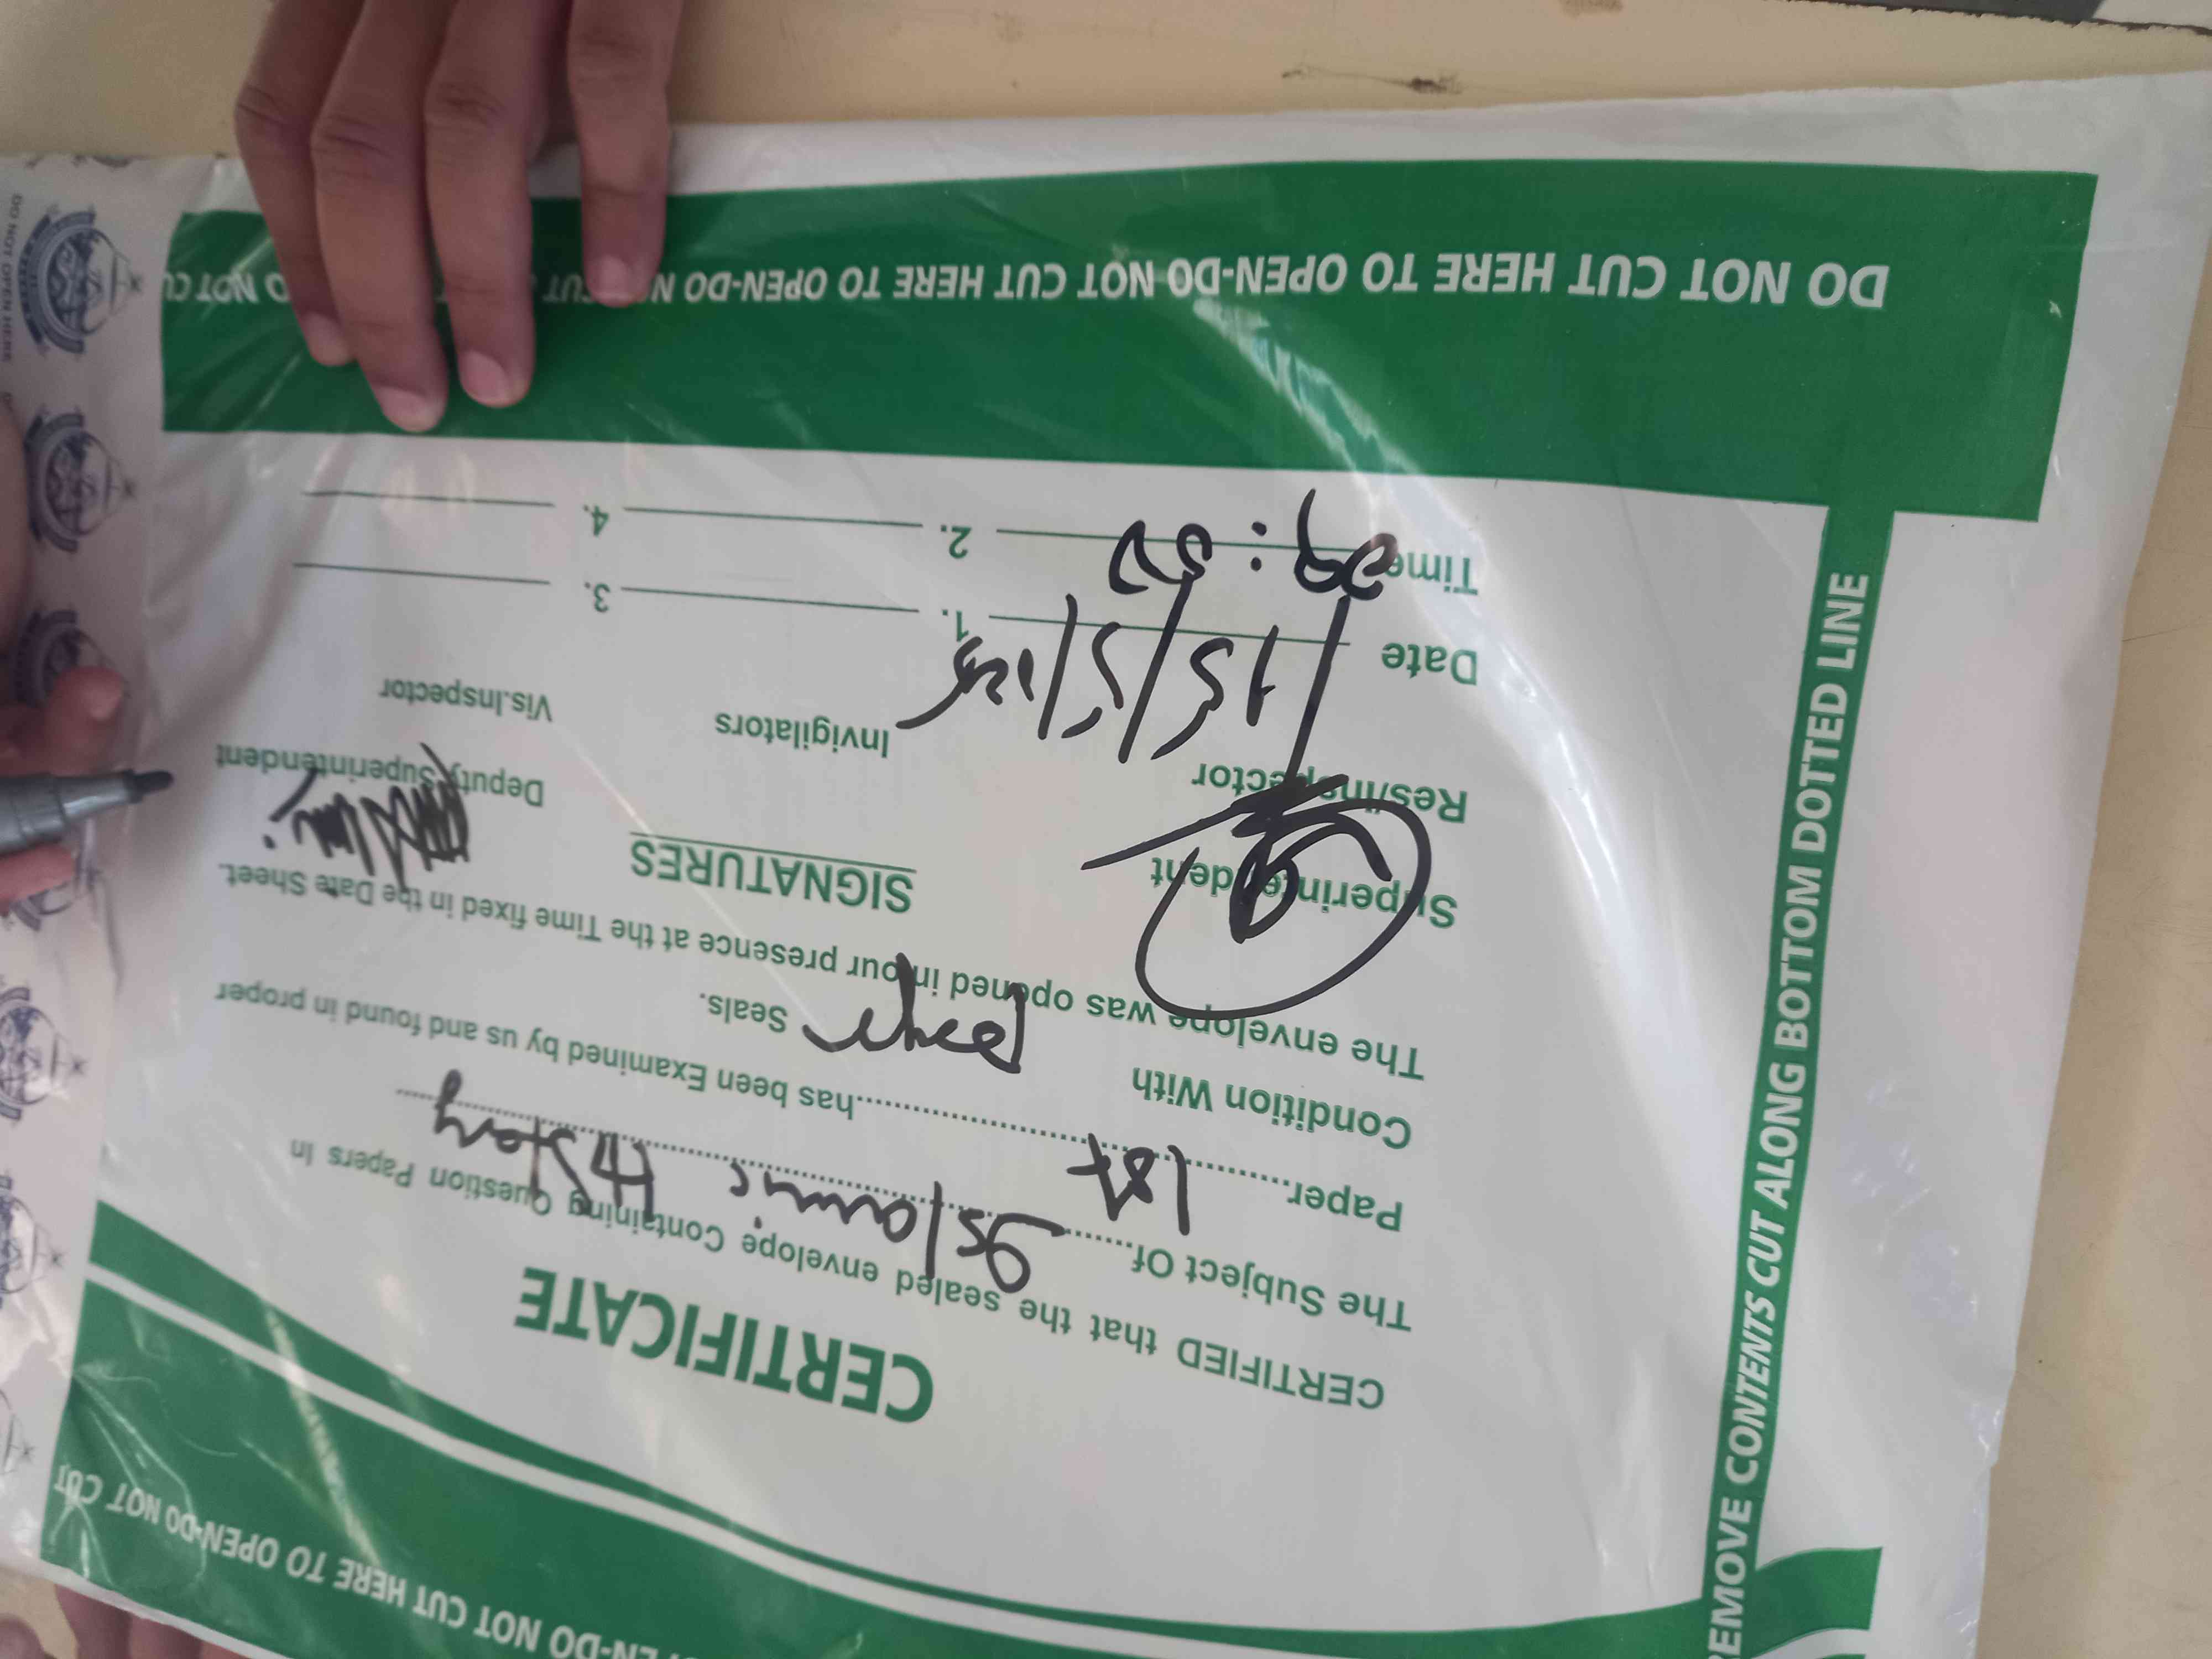 DO NOT CUT HERE TO OPEN-DO NOT CUT
CERTIFICATE
CERTIFIED that the sealed envelope Containing Question Papers In
The Subject Of Islamic History
Paper 1st has been Examined by us and found in proper
Condition With Proper Seals.
The envelope was opened in our presence at the Time fixed in the Date Sheet.
SIGNATURES
Superintendent Deputy Superintendent
Res/Inspector Invigilators Vis.Inspector
Date 15/5/ 1. 3.
Time 2. 4.
DO NOT CUT HERE TO OPEN-DO NOT CUT HERE TO OPEN-DO NOT CUT
REMOVE CONTENTS CUT ALONG BOTTOM DOTTED LINE
DO NOT OPEN HERE